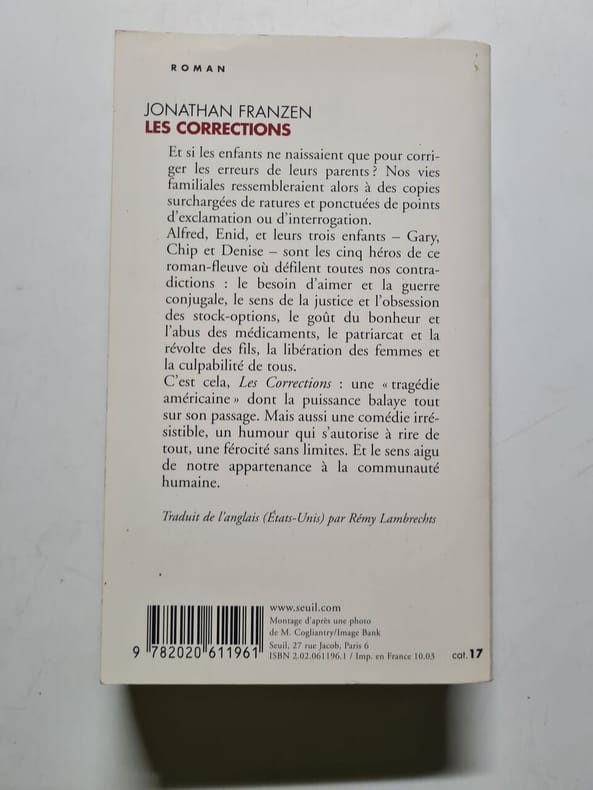 ROMAN
JONATHAN FRANZEN
LES CORRECTIONS
Et si les enfants ne naissaient que pour corri-
ger les erreurs de leurs parents ? Nos vies
familiales ressembleraient alors à des copies
surchargées de ratures et ponctuées de points
d'exclamation ou d'interrogation.
Alfred, Enid, et leurs trois enfants – Gary,
Chip et Denise – sont les cinq héros de ce
roman-fleuve où défilent toutes nos contra-
dictions : le besoin d'aimer et la guerre
conjugale, le sens de la justice et l'obsession
des stock-options, le goût du bonheur et
l'abus des médicaments, le patriarcat et la
révolte des fils, la libération des femmes et
la culpabilité de tous.
C'est cela, Les Corrections : une « tragédie
américaine » dont la puissance balaye tout
sur son passage. Mais aussi une comédie irré-
sistible, un humour qui s'autorise à rire de
tout, une férocité sans limites. Et le sens aigu
de notre appartenance à la communauté
humaine.
Traduit de l'anglais (États-Unis) par Rémy Lambrechts
www.seuil.com
Montage d'après une photo
de M. Cogliantry/Image Bank
Seuil, 27 rue Jacob, Paris 6
ISBN 2.02.061196.1 / Imp. en France 10.03
9 782020 611961
cat. 17